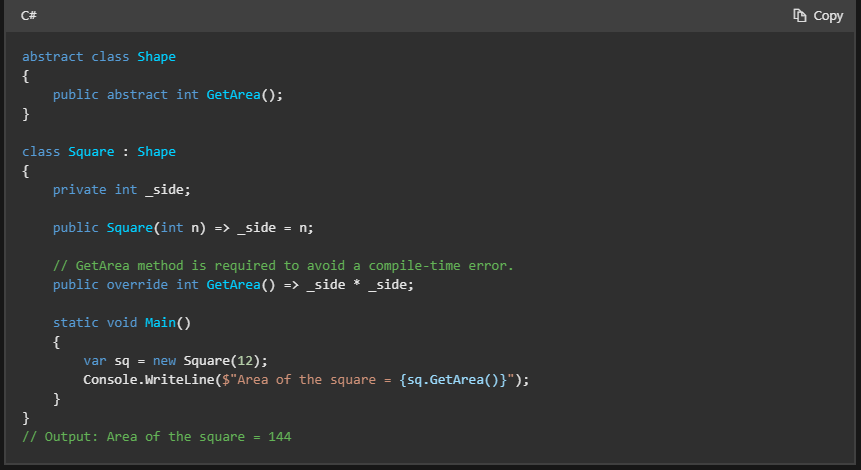 C#
Copy
abstract class Shape
{
    public abstract int GetArea();
}

class Square : Shape
{
    private int _side;

    public Square(int n) => _side = n;

    // GetArea method is required to avoid a compile-time error.
    public override int GetArea() => _side * _side;

    static void Main()
    {
        var sq = new Square(12);
        Console.WriteLine($"Area of the square = {sq.GetArea()}");
    }
}
// Output: Area of the square = 144